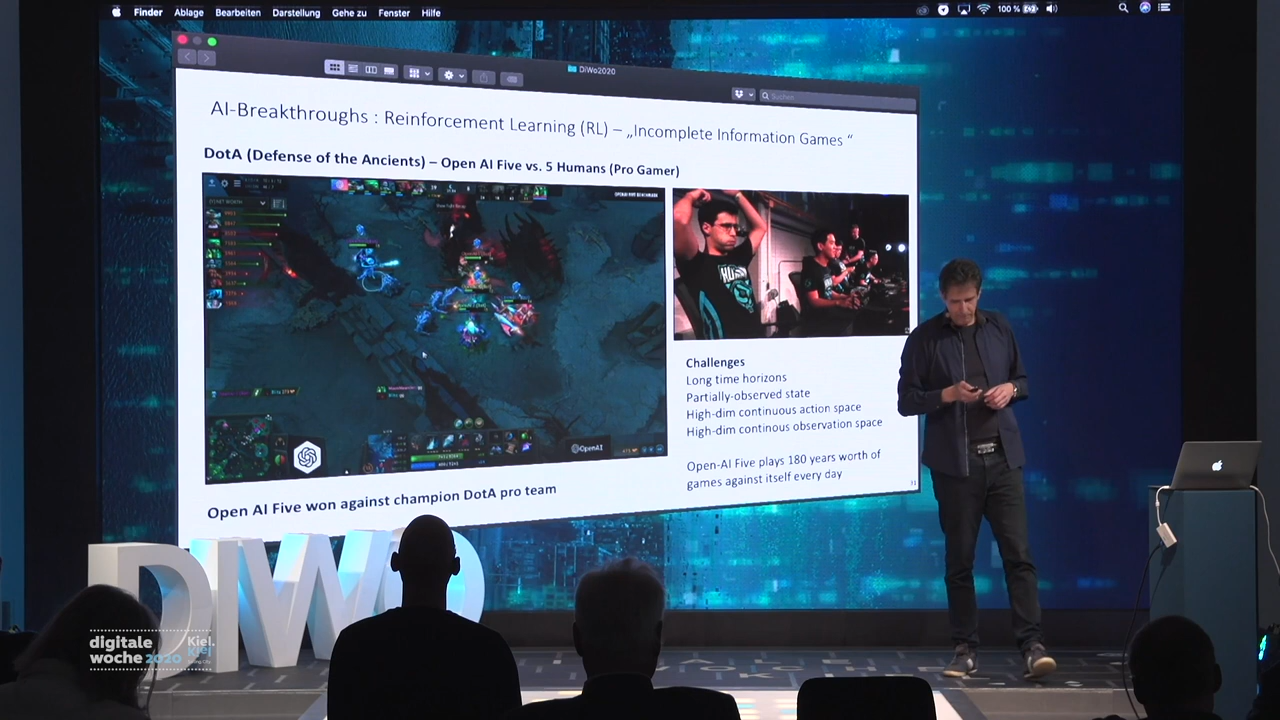 Finder Ablage Bearbeiten Darstellung Gehe zu Fenster Hilfe
100 %
DiWo2020
Suchen
AI-Breakthroughs : Reinforcement Learning (RL) – „Incomplete Information Games “
DotA (Defense of the Ancients) – Open AI Five vs. 5 Humans (Pro Gamer)
OpenAI
Challenges
Long time horizons
Partially-observed state
High-dim continuous action space
High-dim continous observation space
Open-AI Five plays 180 years worth of
games against itself every day
Open AI Five won against champion DotA pro team
DiWO
digitale
woche 2020
Kiel.